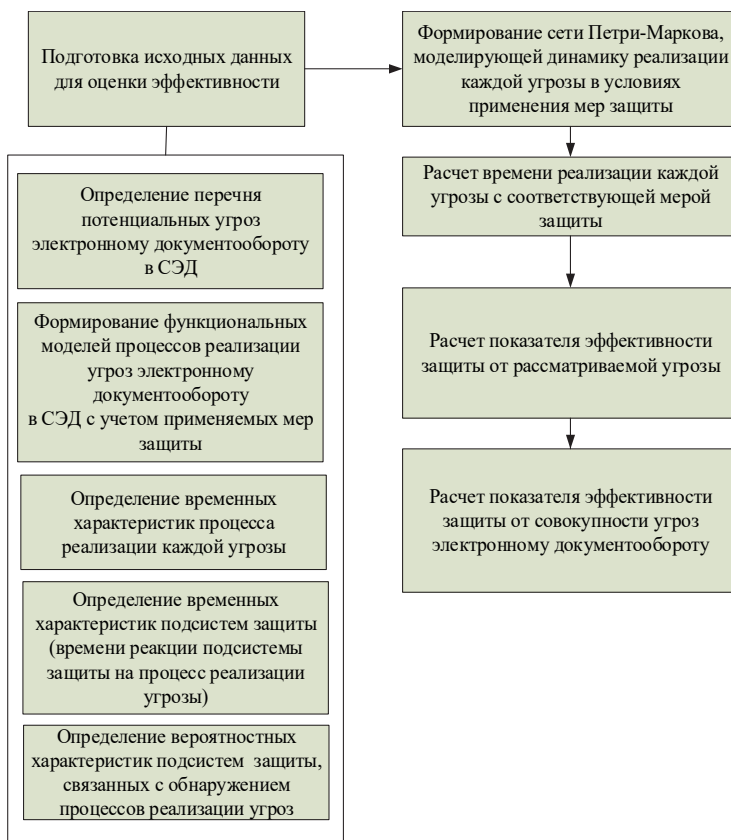 Подготовка исходных данных
для оценки эффективности
Определение перечня
потенциальных угроз
электронному документообороту
в СЭД
Формирование функциональных
моделей процессов реализации
угроз электронному
документообороту
в СЭД с учетом применяемых мер
защиты
Определение временных
характеристик процесса
реализации каждой угрозы
Определение временных
характеристик подсистем защиты
(времени реакции подсистемы
защиты на процесс реализации
угрозы)
Определение вероятностных
характеристик подсистем защиты,
связанных с обнаружением
процессов реализации угроз
Формирование сети Петри-Маркова,
моделирующей динамику реализации
каждой угрозы в условиях
применения мер защиты
Расчет времени реализации каждой
угрозы с соответствующей мерой
защиты
Расчет показателя эффективности
защиты от рассматриваемой угрозы
Расчет показателя эффективности
защиты от совокупности угроз
электронному документообороту